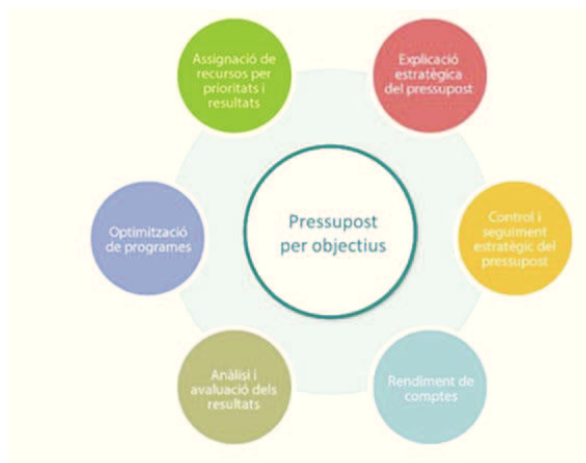 Assignació de
recursos per
prioritats i
resultats
Explicació
estratègica
del pressupost
Optimització
de programes
Pressupost
per objectius
Control i
seguiment
estratègic del
pressupost
Anàlisi i
avaluació dels
resultats
Rendiment de
comptes